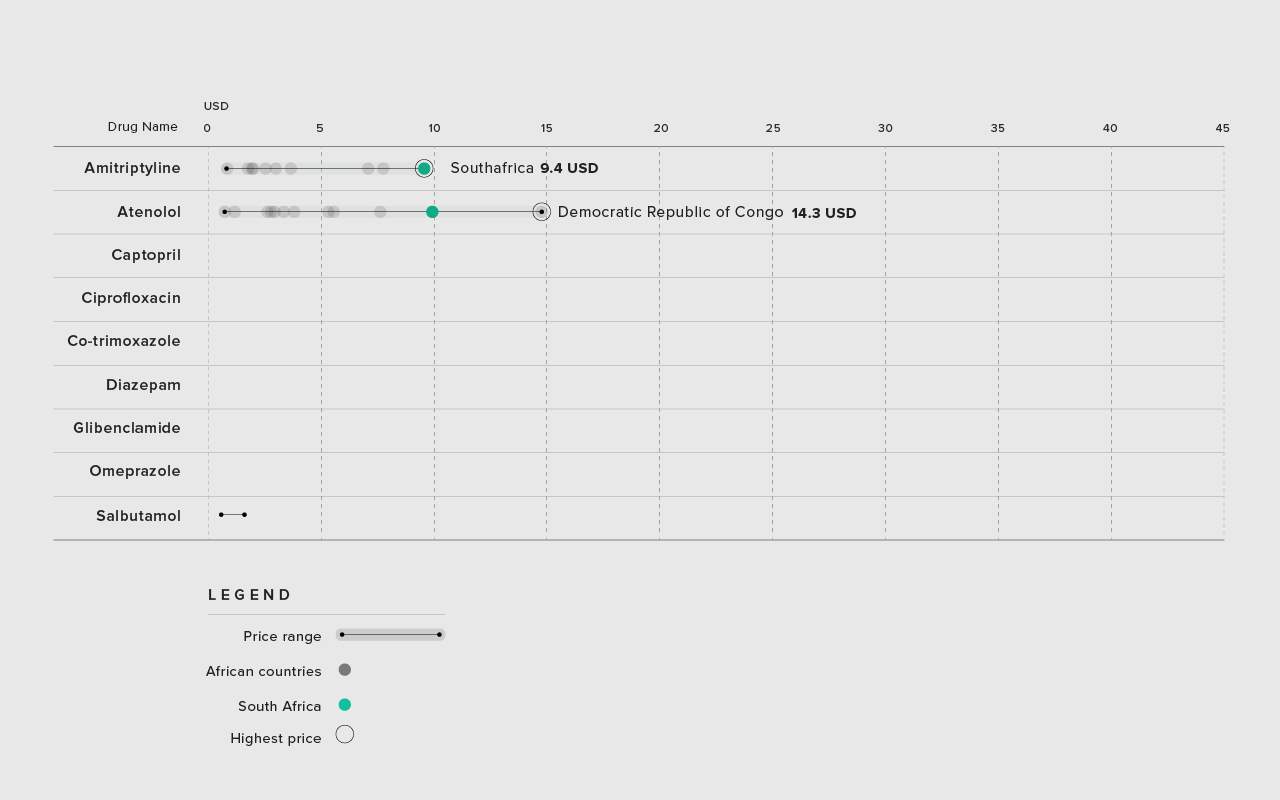 USD
Drug Name 0 5 10 15 20 25 30 35 40 45
Amitriptyline Southafrica 9.4 USD
Atenolol Democratic Republic of Congo 14.3 USD
Captopril
Ciprofloxacin
Co-trimoxazole
Diazepam
Glibenclamide
Omeprazole
Salbutamol
LEGEND
Price range
African countries
South Africa
Highest price